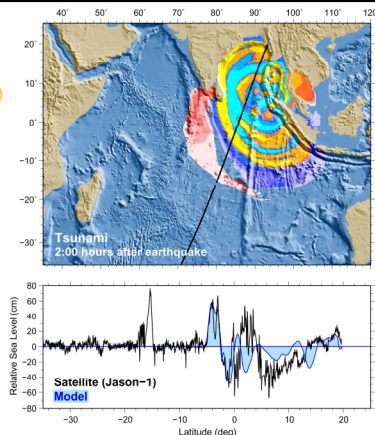 40˚ 50˚ 60˚ 70˚ 80˚ 90˚ 100˚ 110˚ 120
20˚
10˚
0˚
−10˚
−20˚
−30˚
Tsunami
2:00 hours after earthquake
Relative Sea Level (cm)
80
60
40
20
0
−20
−40
−60
−80
Satellite (Jason−1)
Model
−30 −20 −10 0 10 20
Latitude (deg)